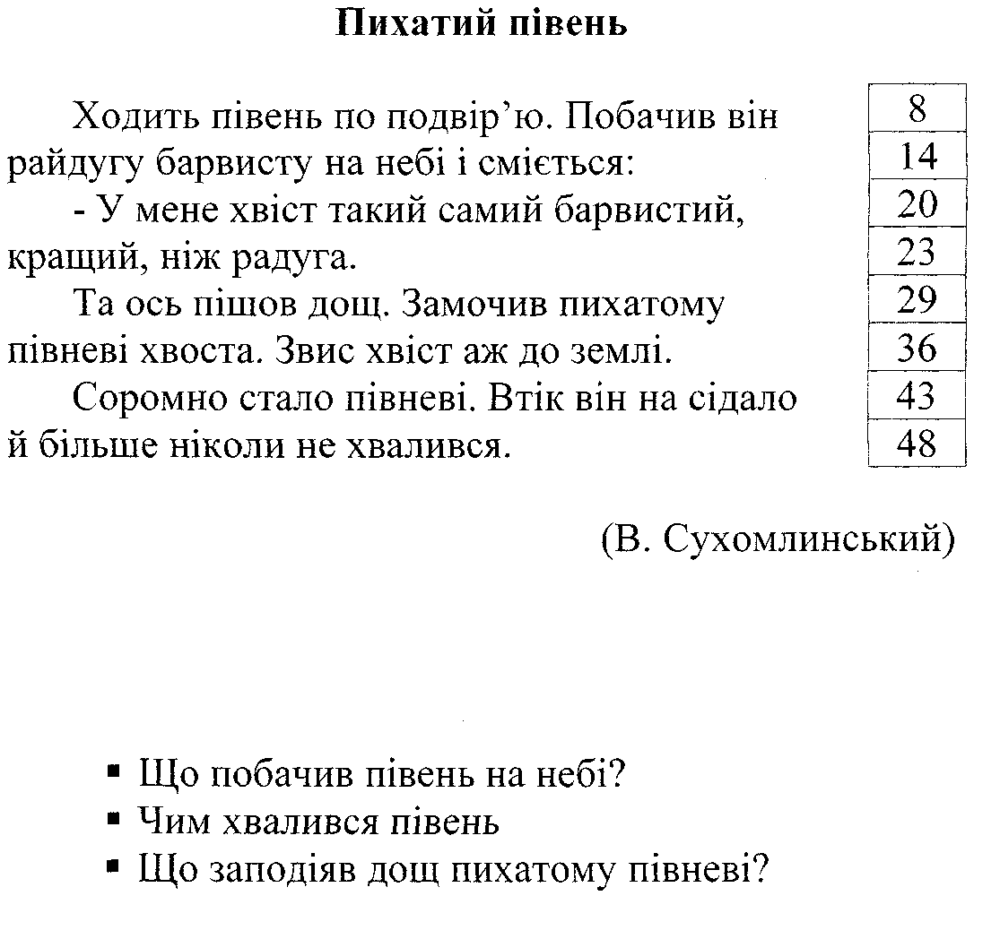 Пихатий півень
Ходить півень по подвір’ю. Побачив він 8
райдугу барвисту на небі і сміється: 14
- У мене хвіст такий самий барвистий, 20
кращий, ніж радуга. 23
Та ось пішов дощ. Замочив пихатому 29
півневі хвоста. Звис хвіст аж до землі. 36
Соромно стало півневі. Втік він на сідало 43
й більше ніколи не хвалився. 48
(В. Сухомлинський)
▪ Що побачив півень на небі?
▪ Чим хвалився півень
▪ Що заподіяв дощ пихатому півневі?